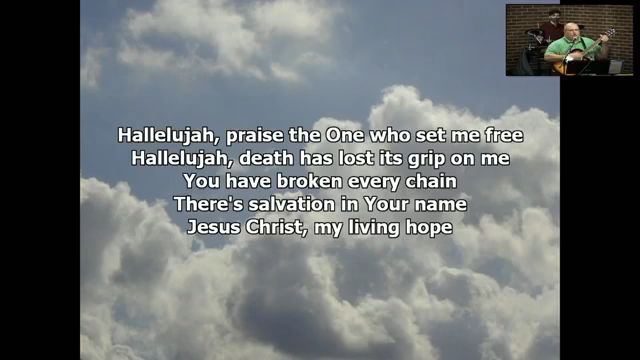 Hallelujah, praise the One who set me free
Hallelujah, death has lost its grip on me
You have broken every chain
There's salvation in Your name
Jesus Christ, my living hope